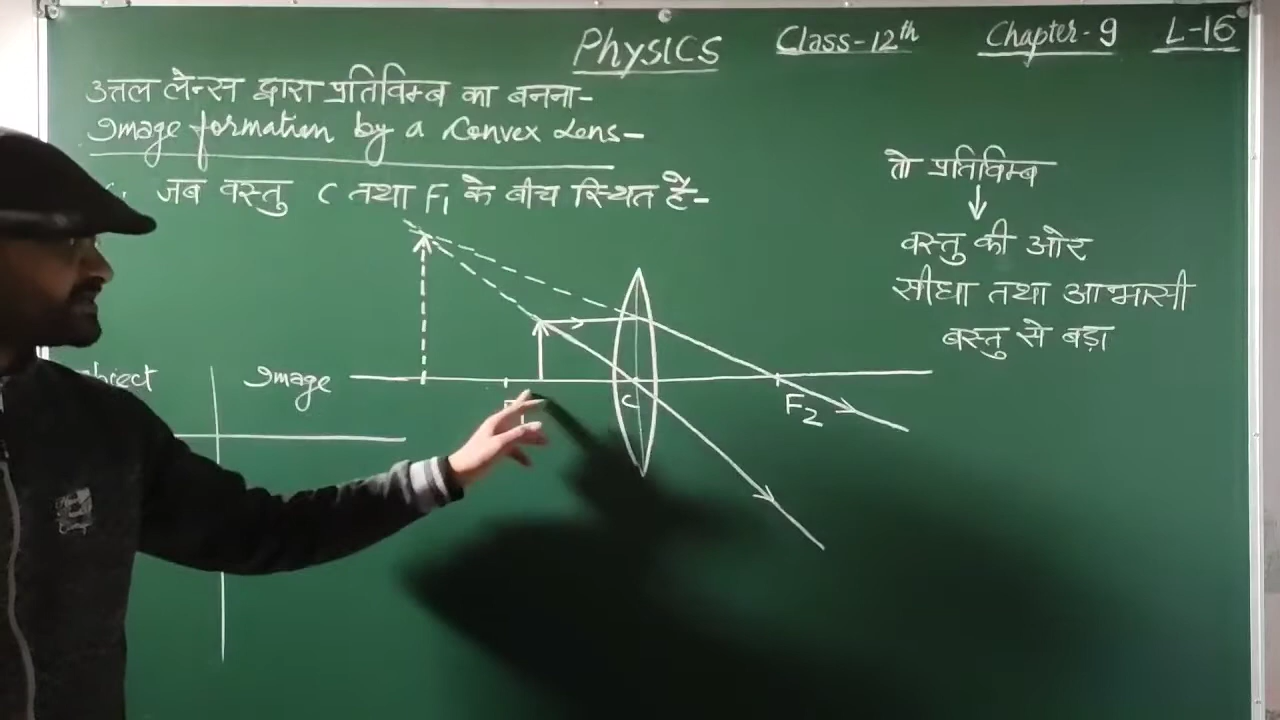 PHYSICS Class-12th Chapter-9 L-16
उत्तल लेन्स द्वारा प्रतिविम्ब का बनना-
Image formation by a Convex Lens-
जब वस्तु C तथा F1 के बीच स्थित है-
तो प्रतिविम्ब
वस्तु की ओर
सीधा तथा आभासी
वस्तु से बड़ा
Image
C
F2